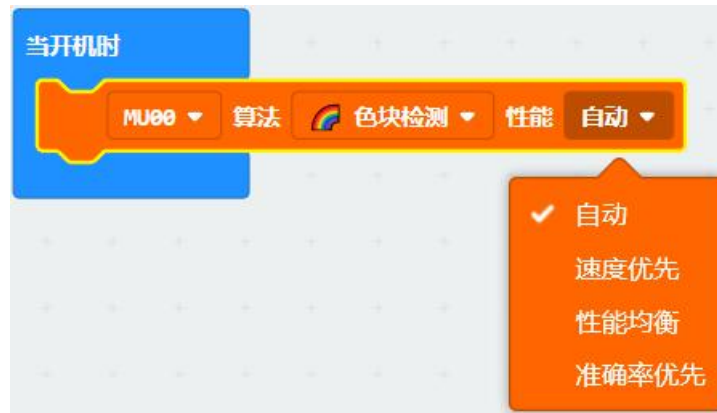 当开机时
MU00 算法 色块检测 性能 自动
自动
速度优先
性能均衡
准确率优先